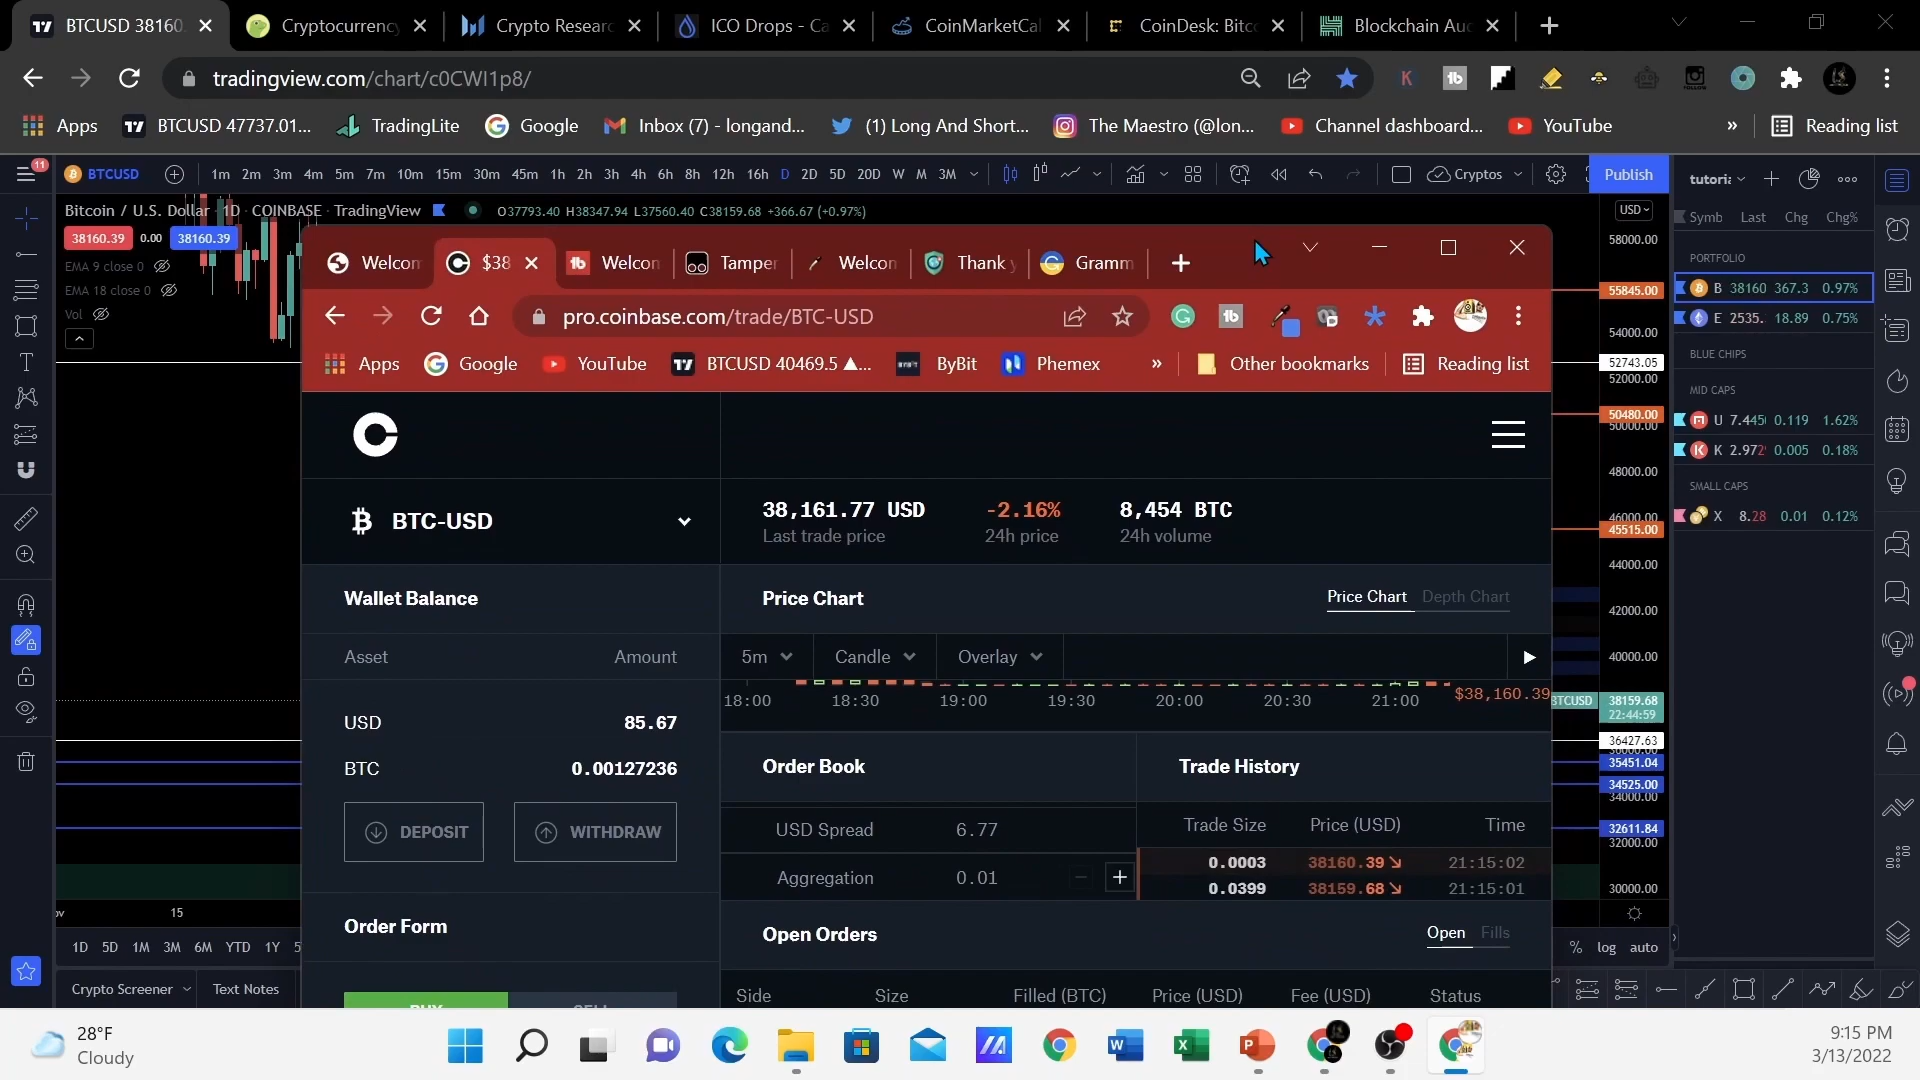 BTCUSD 38160.
Cryptocurrency
Crypto Researc
ICO Drops - Ca
CoinMarketCal
CoinDesk: Bitc
Blockchain Auc
tradingview.com/chart/c0CWI1p8/
Apps
BTCUSD 47737.01...
TradingLite
Google
Inbox (7) - longand...
(1) Long And Short...
The Maestro (@lon...
Channel dashboard...
YouTube
»
Reading list
11
BTCUSD
1m 2m 3m 4m 5m 7m 10m 15m 30m 45m 1h 2h 3h 4h 6h 8h 12h 16h D 2D 5D 20D W M 3M
Cryptos
Publish
tutoria
Bitcoin / U.S. Dollar 1D COINBASE TradingView
O37793.40 H38347.94 L37560.40 C38159.68 +366.67 (+0.97%)
USD
Symb Last Chg Chg%
38160.39 0.00 38160.39
EMA 9 close 0
EMA 18 close 0
Vol
58000.00
55845.00
54000.00
52743.05
52000.00
50480.00
50000.00
48000.00
46000.00
45515.00
44000.00
42000.00
40000.00
BTCUSD 38159.68
22:44:59
36427.63
36000.00
35451.04
34525.00
34000.00
32611.84
32000.00
30000.00
PORTFOLIO
B 38160 367.3 0.97%
E 2535. 18.89 0.75%
BLUE CHIPS
MID CAPS
U 7.445 0.119 1.62%
K 2.972 0.005 0.18%
SMALL CAPS
X 8.28 0.01 0.12%
Welcon
$38
Welcon
Tamper
Welcon
Thank y
Gramm
pro.coinbase.com/trade/BTC-USD
Apps
Google
YouTube
BTCUSD 40469.5 ▲...
ByBit
Phemex
»
Other bookmarks
Reading list
BTC-USD
38,161.77 USD
Last trade price
-2.16%
24h price
8,454 BTC
24h volume
Wallet Balance
Asset Amount
USD 85.67
BTC 0.00127236
DEPOSIT
WITHDRAW
Order Form
BUY
SELL
Price Chart
Price Chart Depth Chart
5m Candle Overlay
18:00 18:30 19:00 19:30 20:00 20:30 21:00
$38,160.39
Order Book
USD Spread 6.77
Aggregation 0.01 − +
Trade History
Trade Size Price (USD) Time
0.0003 38160.39 ↘ 21:15:02
0.0399 38159.68 ↘ 21:15:01
Open Orders
Open Fills
Side Size Filled (BTC) Price (USD) Fee (USD) Status
15
1D 5D 1M 3M 6M YTD 1Y 5
% log auto
Crypto Screener
Text Notes
28°F
Cloudy
9:15 PM
3/13/2022